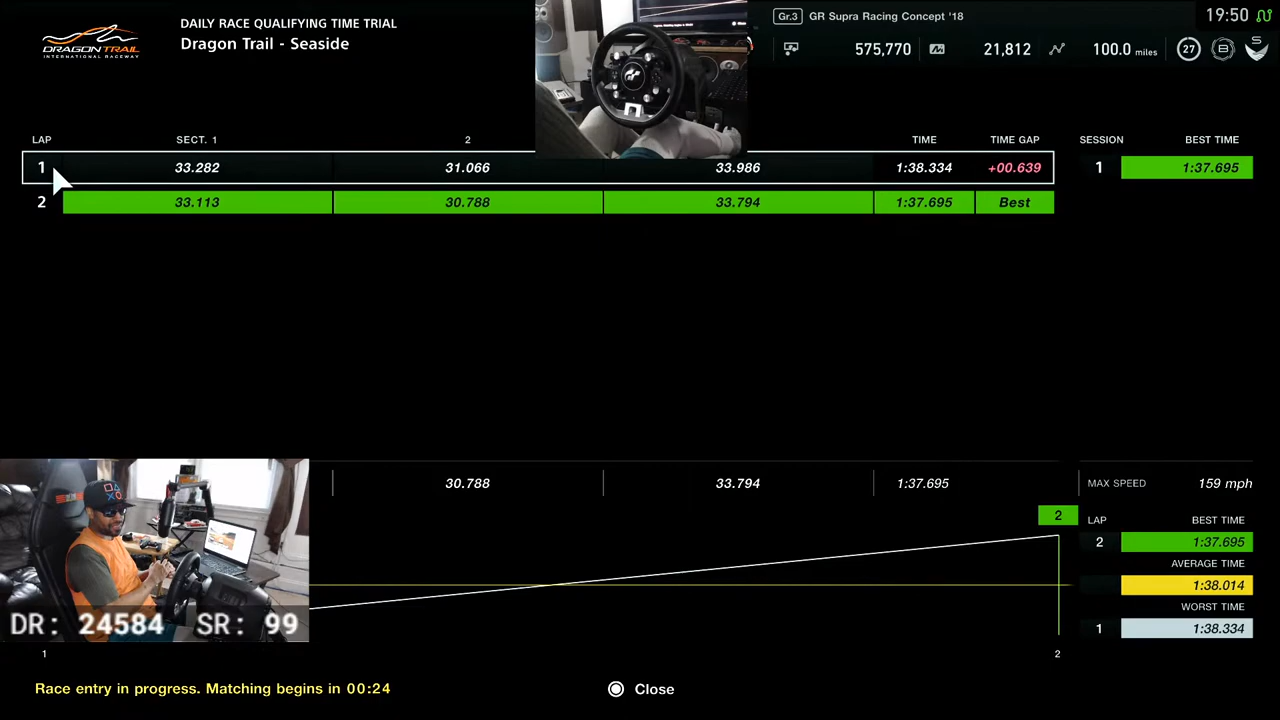 DRAGON TRAIL
INTERNATIONAL RACEWAY
DAILY RACE QUALIFYING TIME TRIAL
Dragon Trail - Seaside
Gr.3 GR Supra Racing Concept '18
19:50
575,770 21,812 100.0 miles 27 B S
LAP SECT. 1 2 TIME TIME GAP SESSION BEST TIME
1 33.282 31.066 33.986 1:38.334 +00.639 1 1:37.695
2 33.113 30.788 33.794 1:37.695 Best
30.788 33.794 1:37.695 MAX SPEED 159 mph
2
LAP BEST TIME
2 1:37.695
AVERAGE TIME
1:38.014
WORST TIME
1 1:38.334
DR: 24584 SR: 99
1 2
Race entry in progress. Matching begins in 00:24
Close